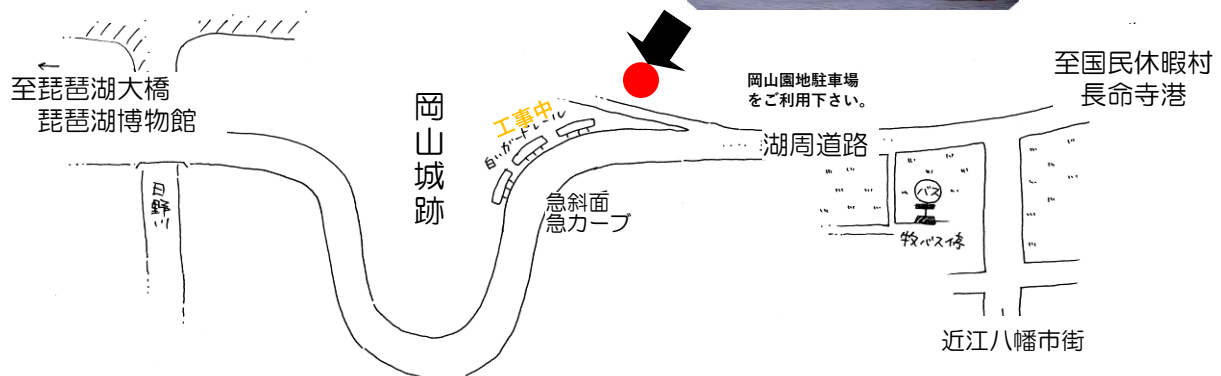 ←
至琵琶湖大橋
琵琶湖博物館
日野川
岡山城跡
工事中
白いガードレール
急斜面
急カーブ
岡山園地駐車場
をご利用下さい。
湖周道路
至国民休暇村
長命寺港
バス
牧バス停
近江八幡市街